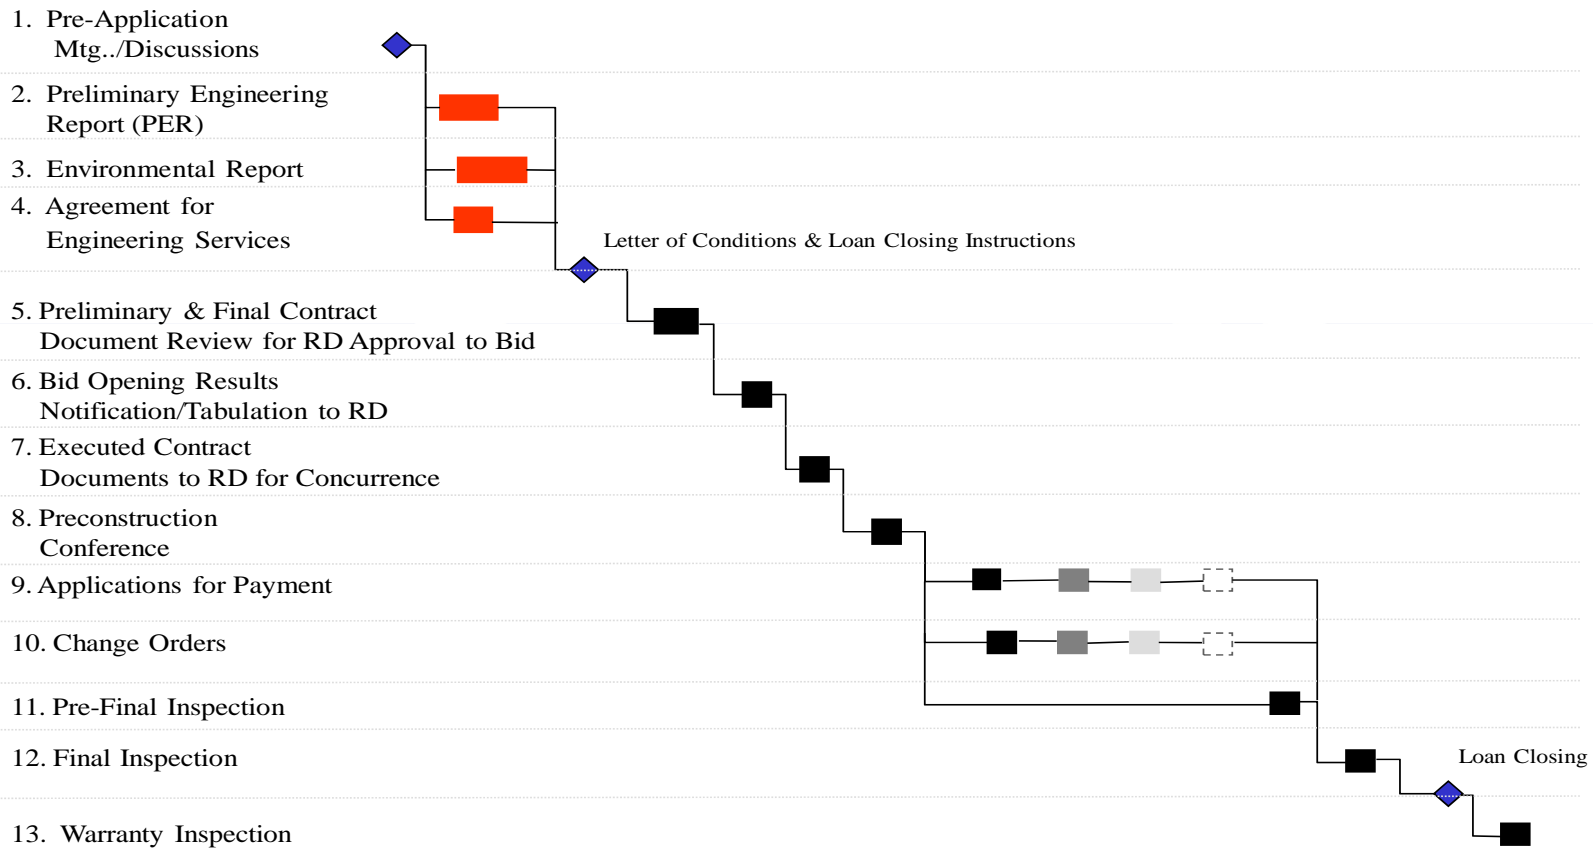 1. Pre-Application
Mtg../Discussions
2. Preliminary Engineering
Report (PER)
3. Environmental Report
4. Agreement for
Engineering Services
Letter of Conditions & Loan Closing Instructions
5. Preliminary & Final Contract
Document Review for RD Approval to Bid
6. Bid Opening Results
Notification/Tabulation to RD
7. Executed Contract
Documents to RD for Concurrence
8. Preconstruction
Conference
9. Applications for Payment
10. Change Orders
11. Pre-Final Inspection
12. Final Inspection
Loan Closing
13. Warranty Inspection